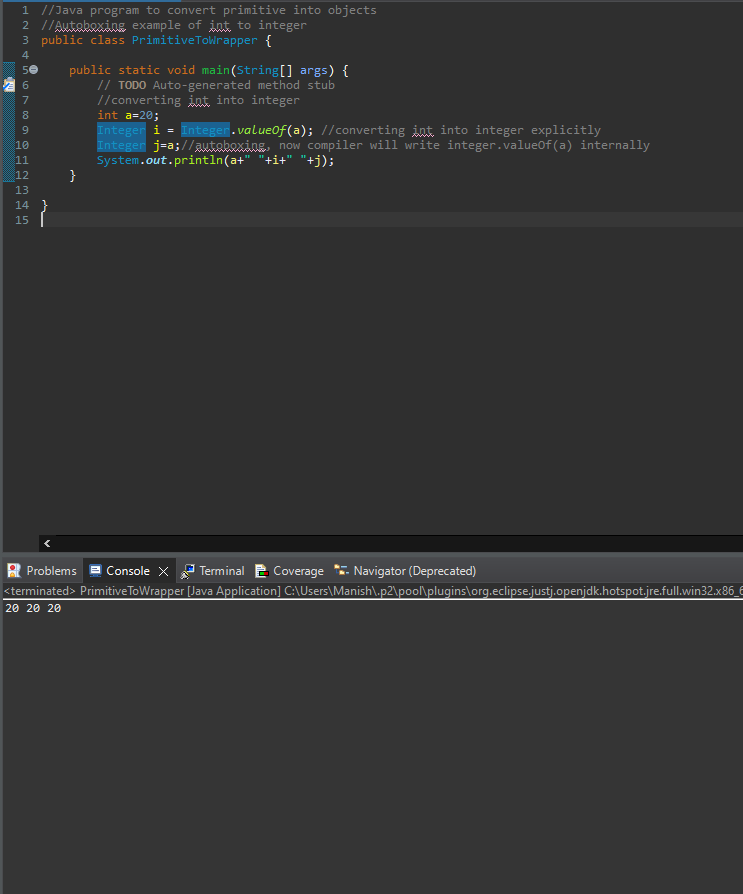 1 //Java program to convert primitive into objects
2 //Autoboxing example of int to integer
3 public class PrimitiveToWrapper {
4
5 public static void main(String[] args) {
6 // TODO Auto-generated method stub
7 //converting int into integer
8 int a=20;
9 Integer i = Integer.valueOf(a); //converting int into integer explicitly
10 Integer j=a;//autoboxing, now compiler will write integer.valueOf(a) internally
11 System.out.println(a+" "+i+" "+j);
12 }
13
14 }
15
Problems Console Terminal Coverage Navigator (Deprecated)
<terminated> PrimitiveToWrapper [Java Application] C:\Users\Manish\.p2\pool\plugins\org.eclipse.justj.openjdk.hotspot.jre.full.win32.x86_6
20 20 20